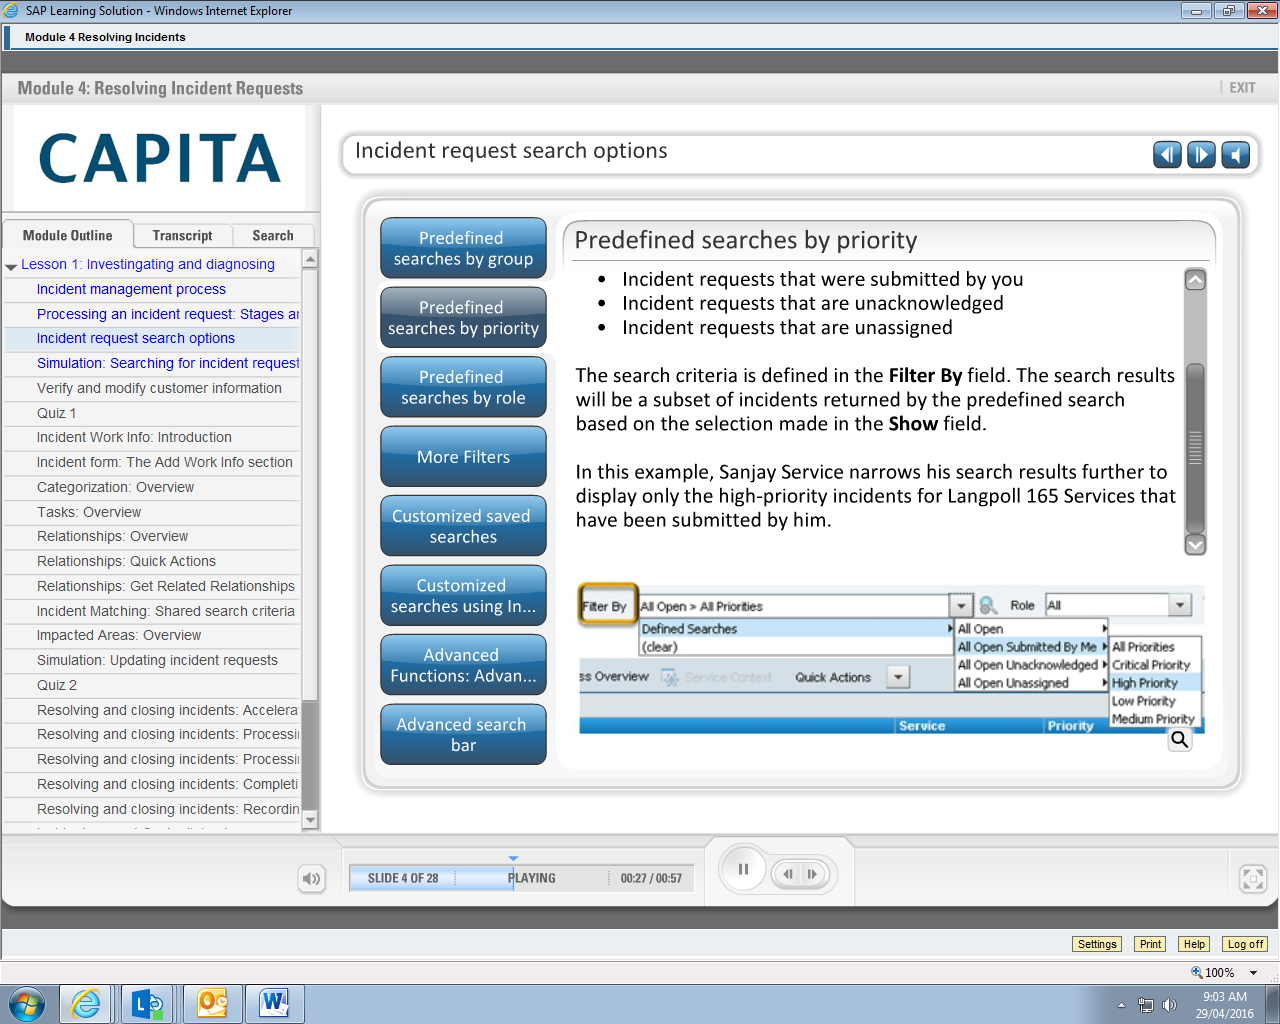 SAP Learning Solution - Windows Internet Explorer
Module 4 Resolving Incidents
Module 4: Resolving Incident Requests
EXIT
CAPITA
Module Outline
Transcript
Search
Lesson 1: Investingating and diagnosing
Incident management process
Processing an incident request: Stages ar
Incident request search options
Simulation: Searching for incident request
Verify and modify customer information
Quiz 1
Incident Work Info: Introduction
Incident form: The Add Work Info section
Categorization: Overview
Tasks: Overview
Relationships: Overview
Relationships: Quick Actions
Relationships: Get Related Relationships
Incident Matching: Shared search criteria
Impacted Areas: Overview
Simulation: Updating incident requests
Quiz 2
Resolving and closing incidents: Accelera
Resolving and closing incidents: Processi
Resolving and closing incidents: Processi
Resolving and closing incidents: Completi
Resolving and closing incidents: Recordin
Incident request search options
Predefined
searches by group
Predefined
searches by priority
Predefined
searches by role
More Filters
Customized saved
searches
Customized
searches using In...
Advanced
Functions: Advan...
Advanced search
bar
Predefined searches by priority
• Incident requests that were submitted by you
• Incident requests that are unacknowledged
• Incident requests that are unassigned
The search criteria is defined in the Filter By field. The search results
will be a subset of incidents returned by the predefined search
based on the selection made in the Show field.
In this example, Sanjay Service narrows his search results further to
display only the high-priority incidents for Langpoll 165 Services that
have been submitted by him.
Filter By
All Open > All Priorities
Role
All
Defined Searches
(clear)
All Open
All Open Submitted By Me
All Open Unacknowledged
All Open Unassigned
All Priorities
Critical Priority
High Priority
Low Priority
Medium Priority
ss Overview
Service Context
Quick Actions
Service
Priority
SLIDE 4 OF 28
PLAYING
00:27 / 00:57
Settings
Print
Help
Log off
100%
9:03 AM
29/04/2016